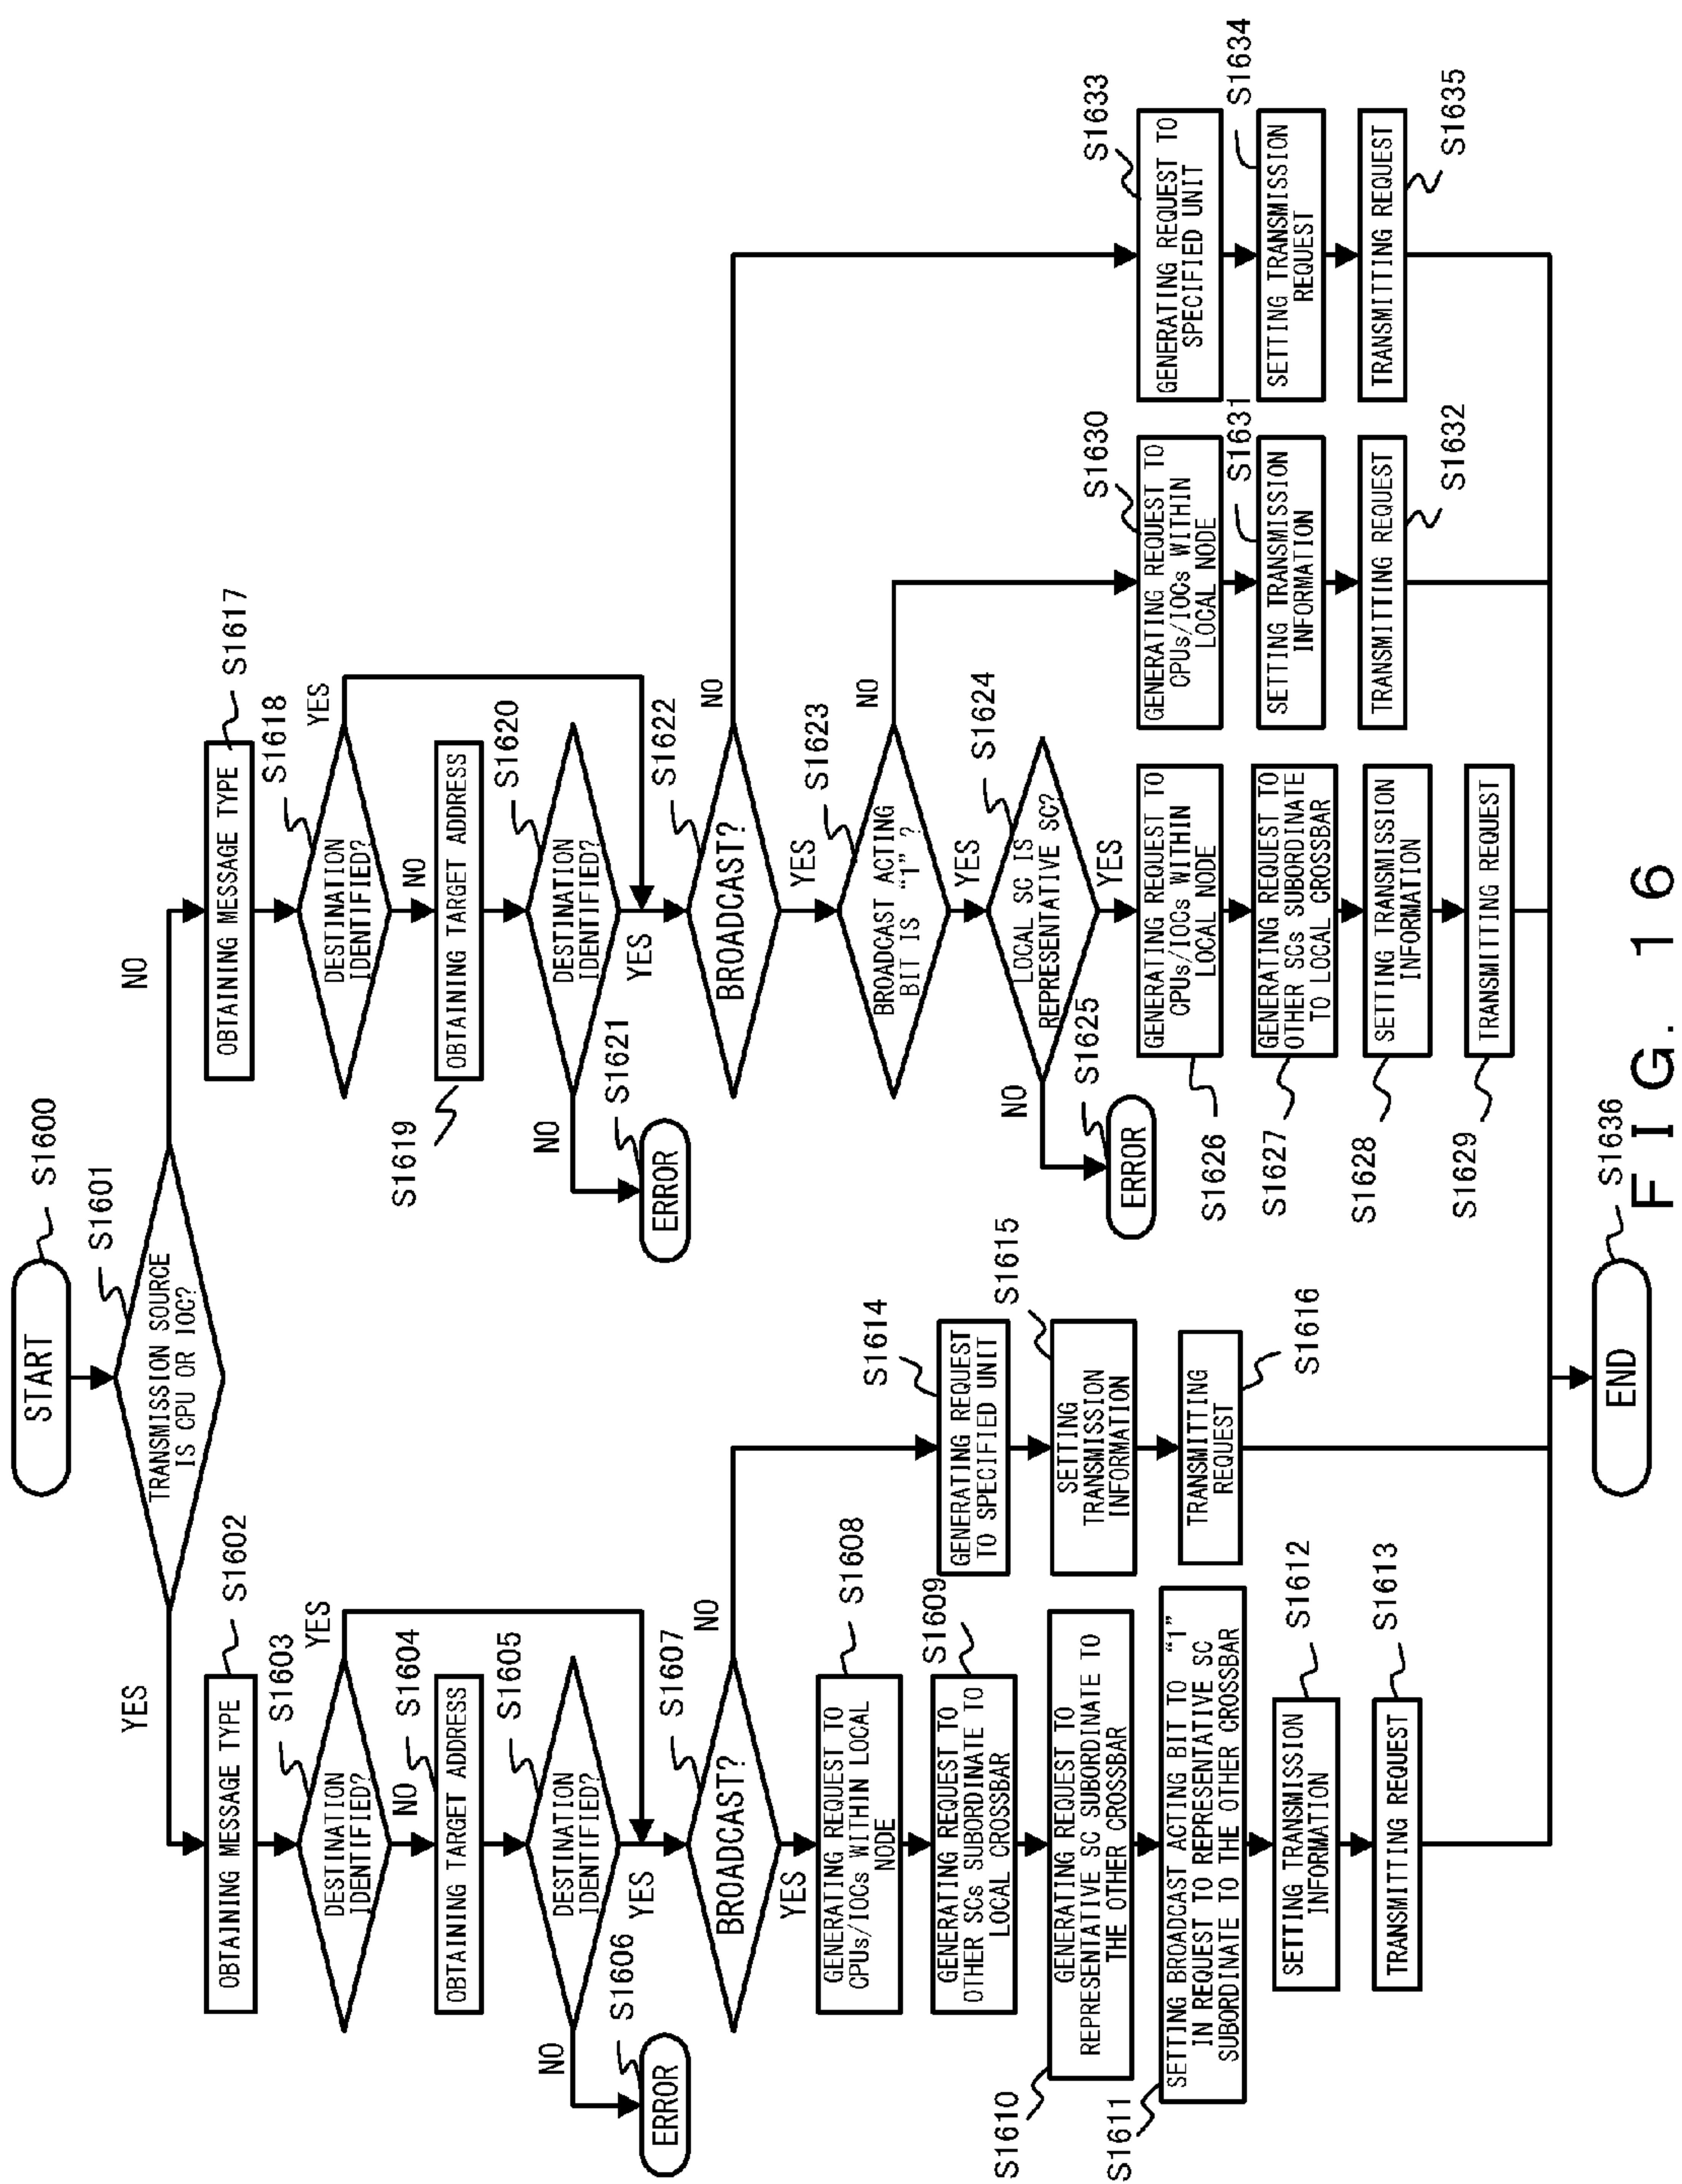 START
S1600
TRANSMISSION SOURCE
IS CPU OR IOC?
S1601
YES
NO
OBTAINING MESSAGE TYPE
S1602
DESTINATION
IDENTIFIED?
S1603
YES
NO
S1604
OBTAINING TARGET ADDRESS
DESTINATION
IDENTIFIED?
S1605
NO
YES
S1606
ERROR
BROADCAST?
S1607
NO
YES
GENERATING REQUEST TO
CPUs/IOCs WITHIN LOCAL
NODE
S1608
GENERATING REQUEST TO
OTHER SCs SUBORDINATE TO
LOCAL CROSSBAR
S1609
GENERATING REQUEST TO
REPRESENTATIVE SC SUBORDINATE TO
THE OTHER CROSSBAR
S1610
SETTING BROADCAST ACTING BIT TO "1"
IN REQUEST TO REPRESENTATIVE SC
SUBORDINATE TO THE OTHER CROSSBAR
S1611
SETTING TRANSMISSION
INFORMATION
S1612
TRANSMITTING REQUEST
S1613
GENERATING REQUEST
TO SPECIFIED UNIT
S1614
SETTING
TRANSMISSION
INFORMATION
S1615
TRANSMITTING
REQUEST
S1616
OBTAINING MESSAGE TYPE
S1617
DESTINATION
IDENTIFIED?
S1618
YES
NO
OBTAINING TARGET ADDRESS
S1619
DESTINATION
IDENTIFIED?
S1620
NO
YES
S1621
ERROR
BROADCAST?
S1622
NO
YES
BROADCAST ACTING
BIT IS "1"?
S1623
NO
YES
LOCAL SC IS
REPRESENTATIVE SC?
S1624
NO
YES
S1625
ERROR
GENERATING REQUEST TO
CPUs/IOCs WITHIN
LOCAL NODE
S1626
GENERATING REQUEST TO
OTHER SCs SUBORDINATE
TO LOCAL CROSSBAR
S1627
SETTING TRANSMISSION
INFORMATION
S1628
TRANSMITTING REQUEST
S1629
GENERATING REQUEST TO
CPUs/IOCs WITHIN
LOCAL NODE
S1630
SETTING TRANSMISSION
INFORMATION
S1631
TRANSMITTING REQUEST
S1632
GENERATING REQUEST TO
SPECIFIED UNIT
S1633
SETTING TRANSMISSION
REQUEST
S1634
TRANSMITTING REQUEST
S1635
END
S1636
FIG. 16